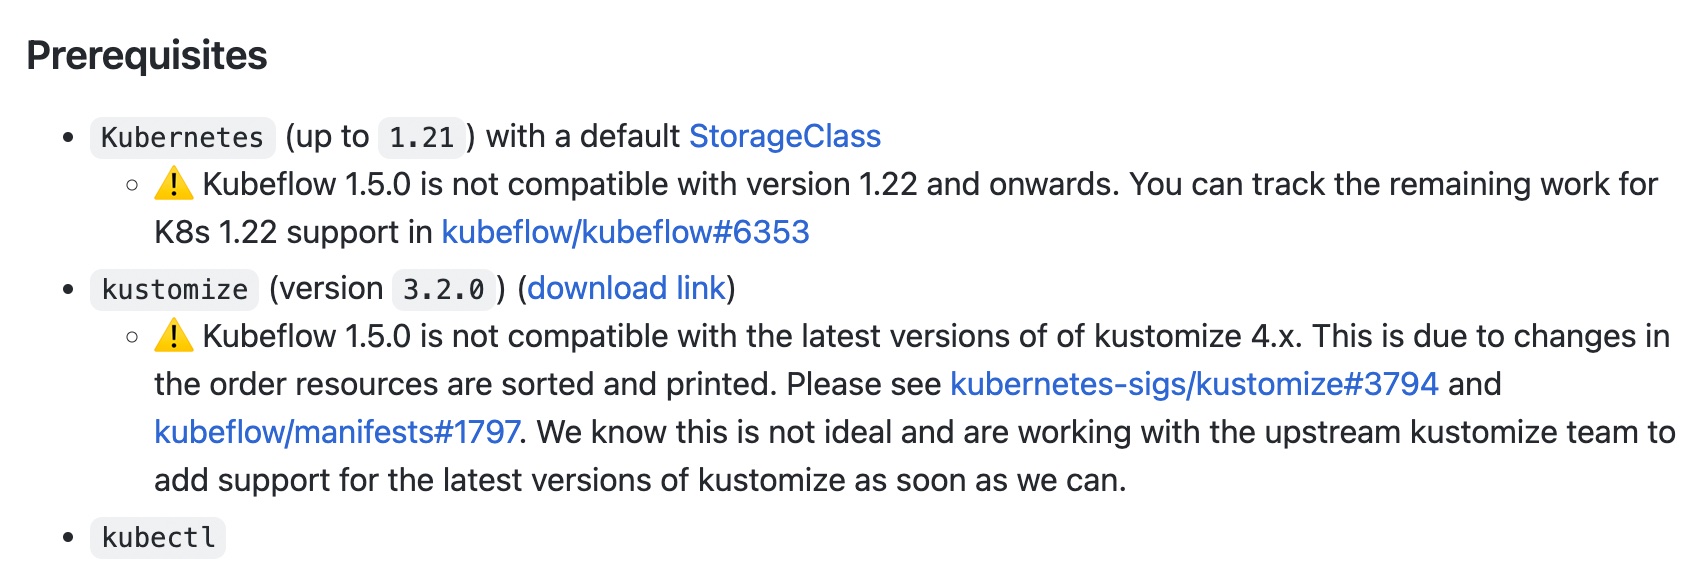 Prerequisites
• Kubernetes (up to 1.21) with a default StorageClass
◦ ⚠️ Kubeflow 1.5.0 is not compatible with version 1.22 and onwards. You can track the remaining work for
K8s 1.22 support in kubeflow/kubeflow#6353
• kustomize (version 3.2.0) (download link)
◦ ⚠️ Kubeflow 1.5.0 is not compatible with the latest versions of of kustomize 4.x. This is due to changes in
the order resources are sorted and printed. Please see kubernetes-sigs/kustomize#3794 and
kubeflow/manifests#1797. We know this is not ideal and are working with the upstream kustomize team to
add support for the latest versions of kustomize as soon as we can.
• kubectl